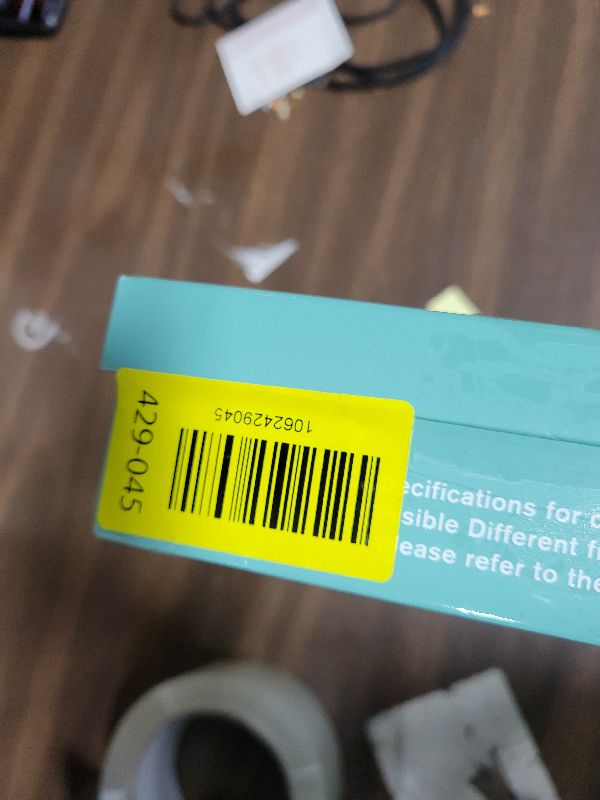 1062429045
429-045
ecifications for
sible Different
ease refer to the